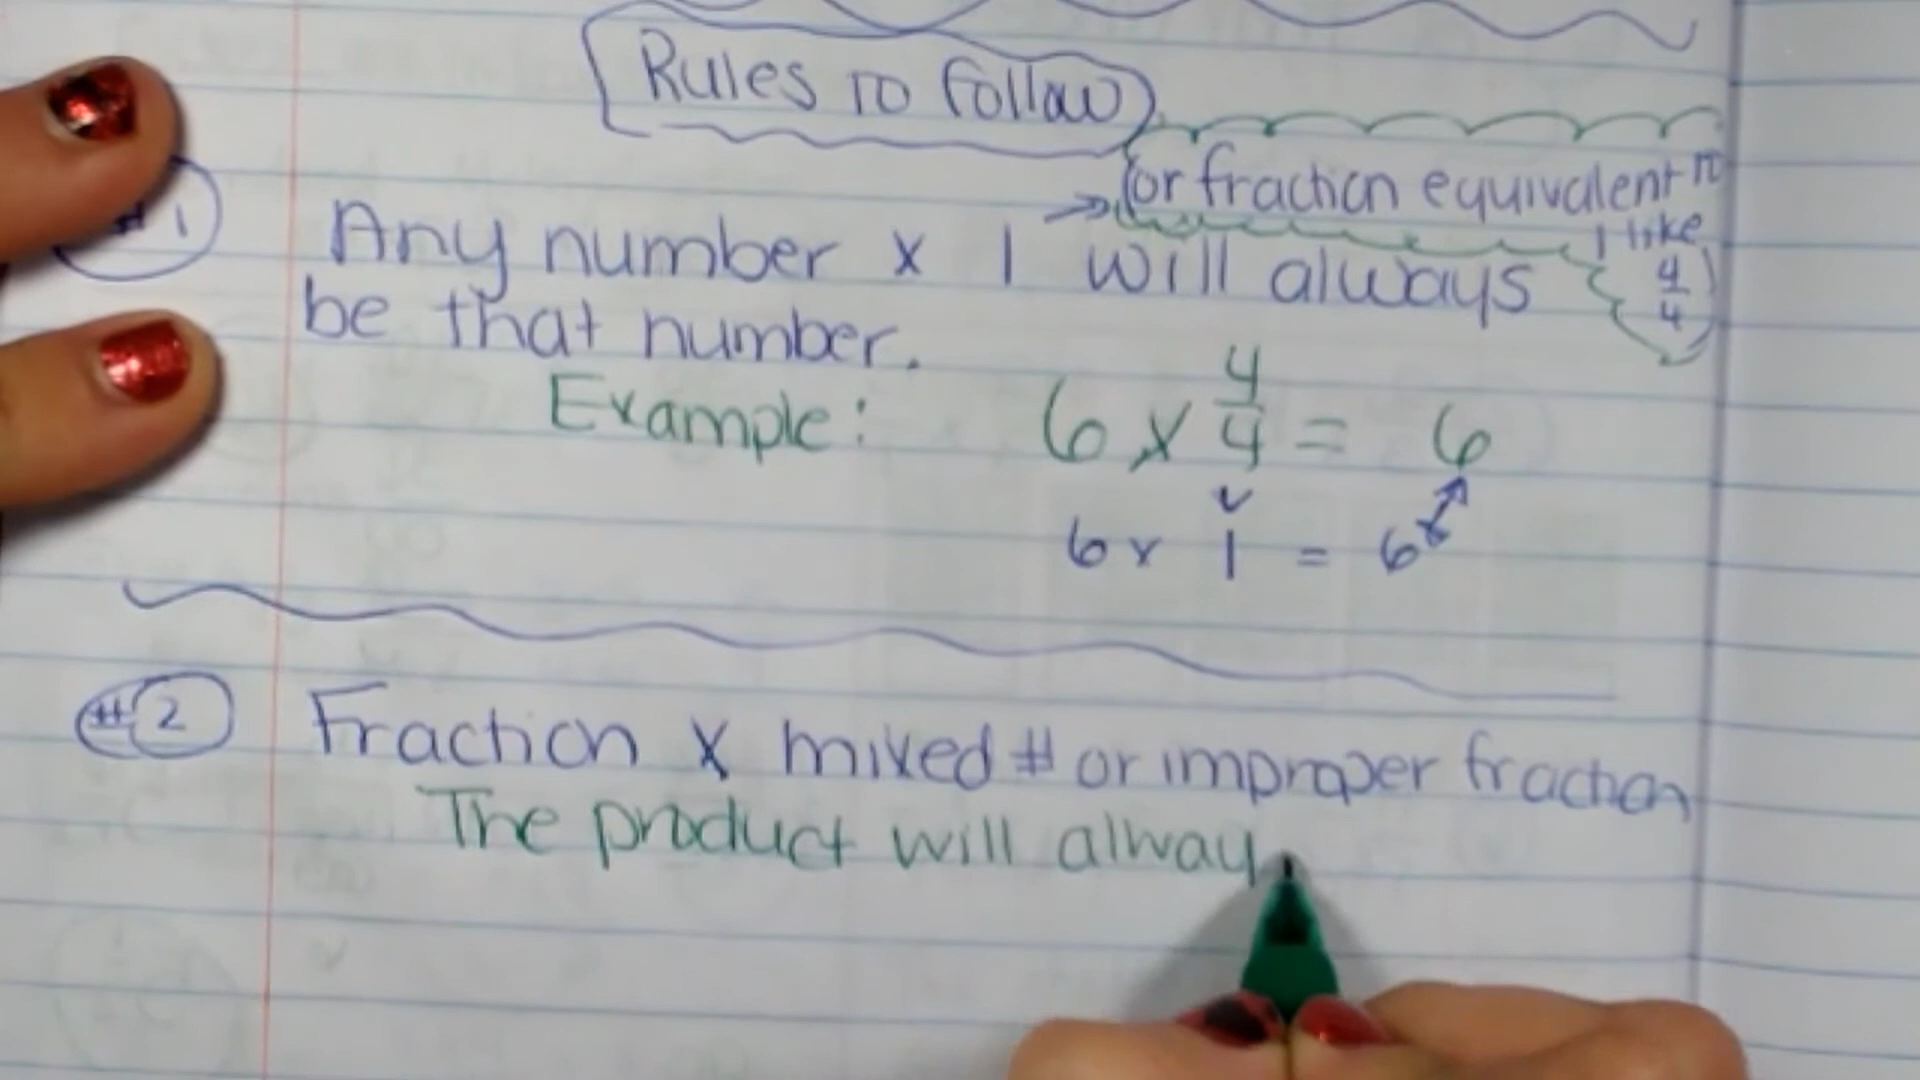 Rules to follow
(or fraction equivalent to
1 like
4/4)
#1 Any number x 1 will always
be that number.
Example: 6 x 4/4 = 6
6 x 1 = 6
#2 Fraction x mixed # or improper fraction
The product will alway